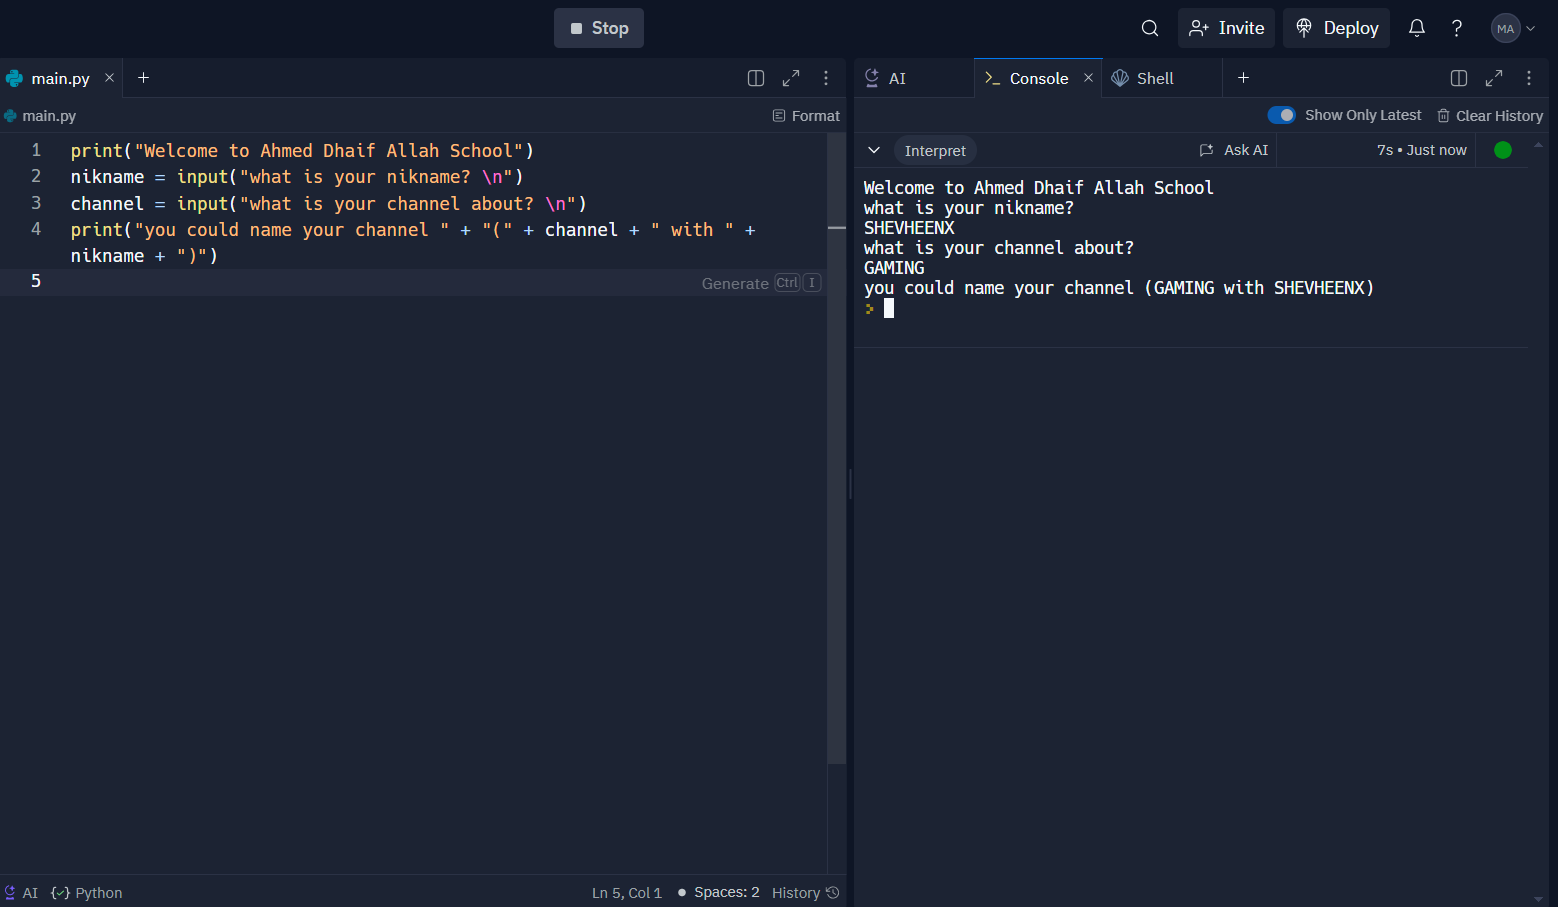 Stop
Invite
Deploy
MA
main.py
main.py
Format
1 print("Welcome to Ahmed Dhaif Allah School")
2 nikname = input("what is your nikname? \n")
3 channel = input("what is your channel about? \n")
4 print("you could name your channel " + "(" + channel + " with " +
nikname + ")")
5
Generate Ctrl I
AI
Python
Ln 5, Col 1
Spaces: 2
History
AI
Console
Shell
Show Only Latest
Clear History
Interpret
Ask AI
7s • Just now
Welcome to Ahmed Dhaif Allah School
what is your nikname?
SHEVHEENX
what is your channel about?
GAMING
you could name your channel (GAMING with SHEVHEENX)